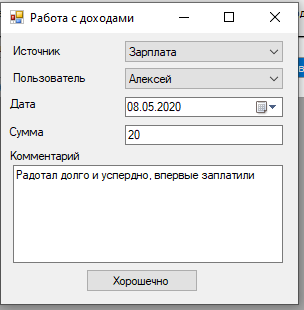 Работа с доходами
Источник
Зарплата
Пользователь
Алексей
Дата
08.05.2020
Сумма
20
Комментарий
Радотал долго и успердно, впервые заплатили
Хорошечно